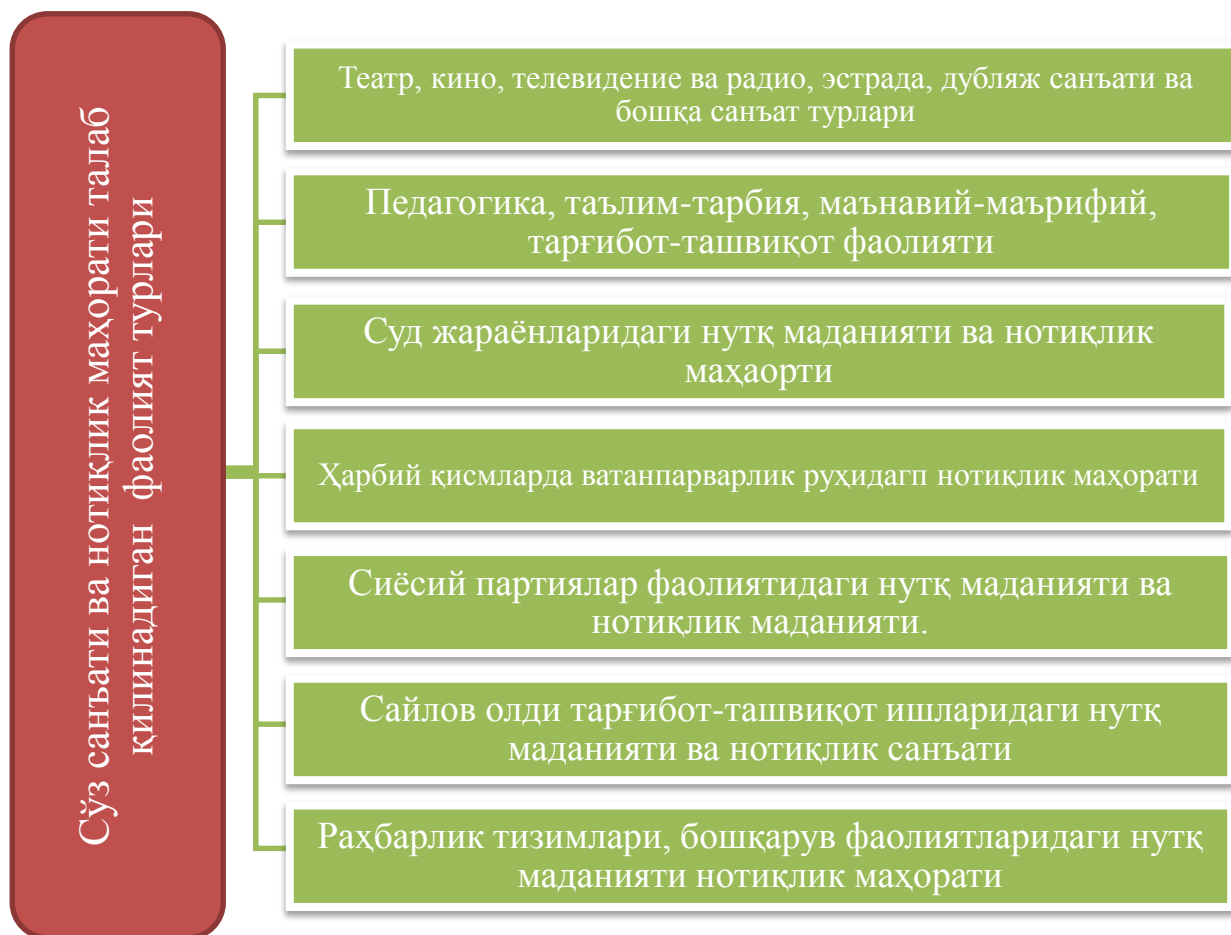 Сўз санъати ва нотиқлик маҳорати талаб
қилинадиган фаолият турлари
Театр, кино, телевидение ва радио, эстрада, дубляж санъати ва
бошқа санъат турлари
Педагогика, таълим-тарбия, маънавий-маърифий,
тарғибот-ташвиқот фаолияти
Суд жараёнларидаги нутқ маданияти ва нотиқлик
маҳаорти
Ҳарбий қисмларда ватанпарварлик руҳидагп нотиқлик маҳорати
Сиёсий партиялар фаолиятидаги нутқ маданияти ва
нотиқлик маданияти.
Сайлов олди тарғибот-ташвиқот ишларидаги нутқ
маданияти ва нотиқлик санъати
Раҳбарлик тизимлари, бошқарув фаолиятларидаги нутқ
маданияти нотиқлик маҳорати